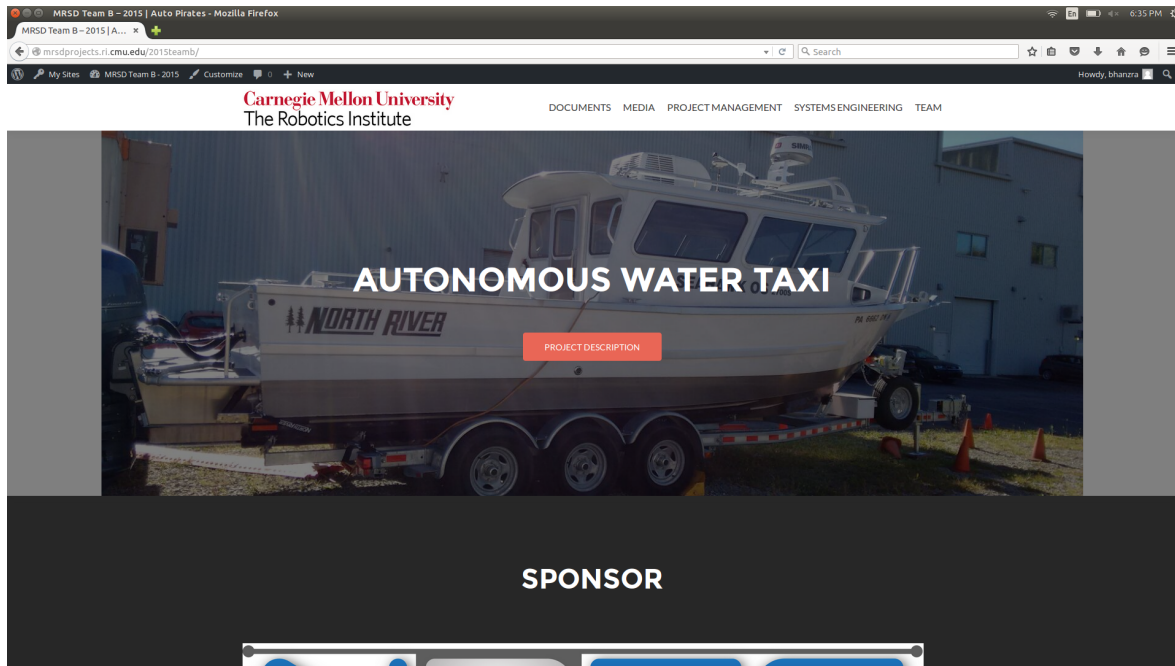 MRSD Team B – 2015 | Auto Pirates - Mozilla Firefox
En
6:35 PM
MRSD Team B – 2015 | A...
mrsdprojects.ri.cmu.edu/2015teamb/
Search
My Sites MRSD Team B - 2015 Customize 0 + New
Howdy, bhanzra
Carnegie Mellon University
The Robotics Institute
DOCUMENTS MEDIA PROJECT MANAGEMENT SYSTEMS ENGINEERING TEAM
AUTONOMOUS WATER TAXI
NORTH RIVER
PROJECT DESCRIPTION
SPONSOR